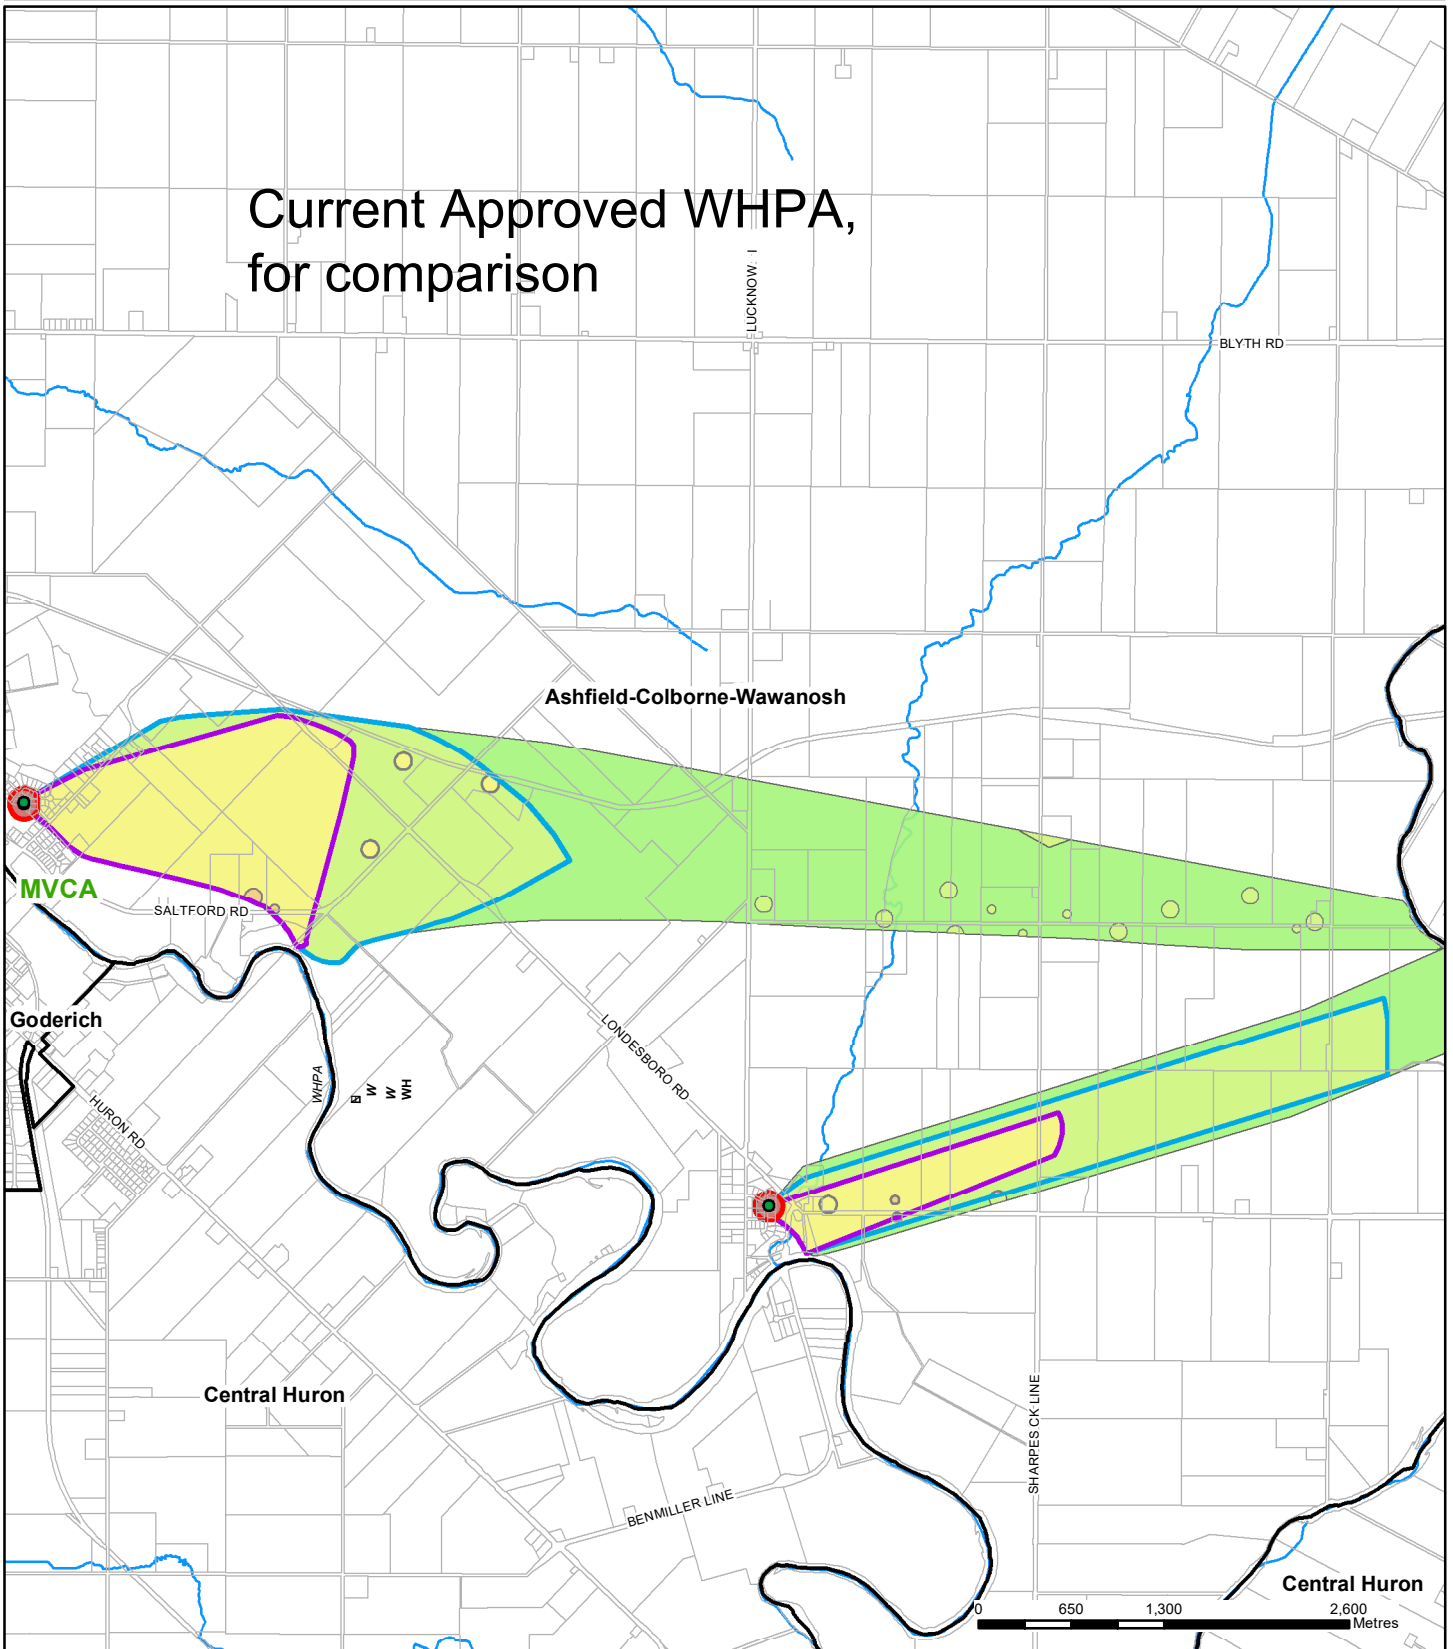 Current Approved WHPA,
for comparison
LUCKNOW
BLYTH RD
Ashfield-Colborne-Wawanosh
MVCA
SALTFORD RD
Goderich
LONDESBORO RD
HURON RD
WHPA
W
W
WH
Central Huron
SHARPES CK LINE
BENMILLER LINE
Central Huron
0 650 1,300 2,600
Metres